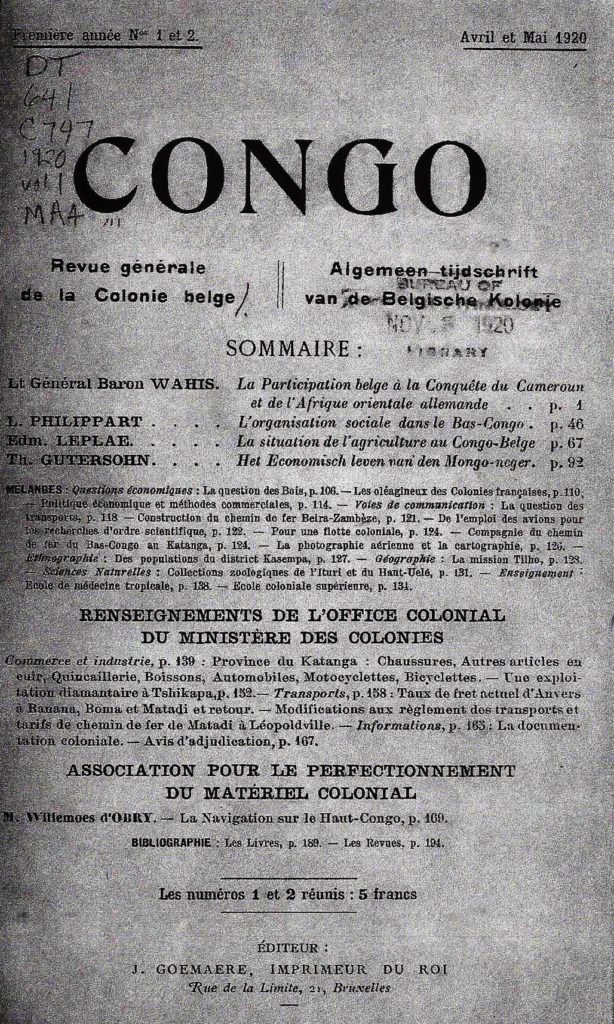 Première année Nos 1 et 2.
Avril et Mai 1920
DT
641
C747
1920
vol 1
MAA
CONGO
Revue générale
de la Colonie belge
Algemeen tijdschrift
van de Belgische Kolonie
BUREAU OF
NOV 5 1920
LIBRARY
SOMMAIRE :
Lt Général Baron WAHIS. La Participation belge à la Conquête du Cameroun
et de l'Afrique orientale allemande . . p. 1
L. PHILIPPART . . . . L'organisation sociale dans le Bas-Congo . p. 46
Edm. LEPLAE. . . . . La situation de l'agriculture au Congo-Belge p. 67
Th. GUTERSOHN. . . . Het Economisch leven van den Mongo-neger. p. 92
MELANGES : Questions économiques : La question des Bois, p. 106. — Les oléagineux des Colonies françaises, p. 110,
— Politique économique et méthodes commerciales, p. 114. — Voies de communication : La question des
transports, p. 118 — Construction du chemin de fer Beira-Zambèze, p. 121. — De l'emploi des avions pour
les recherches d'ordre scientifique, p. 122. — Pour une flotte coloniale, p. 124. — Compagnie du chemin
de fer du Bas-Congo au Katanga, p. 124. — La photographie aérienne et la cartographie, p. 126. —
Ethnographie : Des populations du district Kasempa, p. 127. — Géographie : La mission Tilho, p. 128.
— Sciences Naturelles : Collections zoologiques de l'Ituri et du Haut-Uelé, p. 131. — Enseignement :
Ecole de médecine tropicale, p. 138. — Ecole coloniale supérieure, p. 134.
RENSEIGNEMENTS DE L'OFFICE COLONIAL
DU MINISTÈRE DES COLONIES
Commerce et industrie, p. 139 : Province du Katanga : Chaussures, Autres articles en
cuir, Quincaillerie, Boissons, Automobiles, Motocyclettes, Bicyclettes. — Une exploi-
tation diamantaire à Tshikapa, p. 152. — Transports, p. 158 : Taux de fret actuel d'Anvers
à Banana, Boma et Matadi et retour. — Modifications aux règlement des transports et
tarifs de chemin de fer de Matadi à Léopoldville. — Informations, p. 165 : La documen-
tation coloniale. — Avis d'adjudication, p. 167.
ASSOCIATION POUR LE PERFECTIONNEMENT
DU MATÉRIEL COLONIAL
M. Willemoes d'OBRY. — La Navigation sur le Haut-Congo, p. 169.
BIBLIOGRAPHIE : Les Livres, p. 189. — Les Revues, p. 194.
Les numéros 1 et 2 réunis : 5 francs
ÉDITEUR :
J. GOEMAERE, IMPRIMEUR DU ROI
Rue de la Limite, 21, Bruxelles